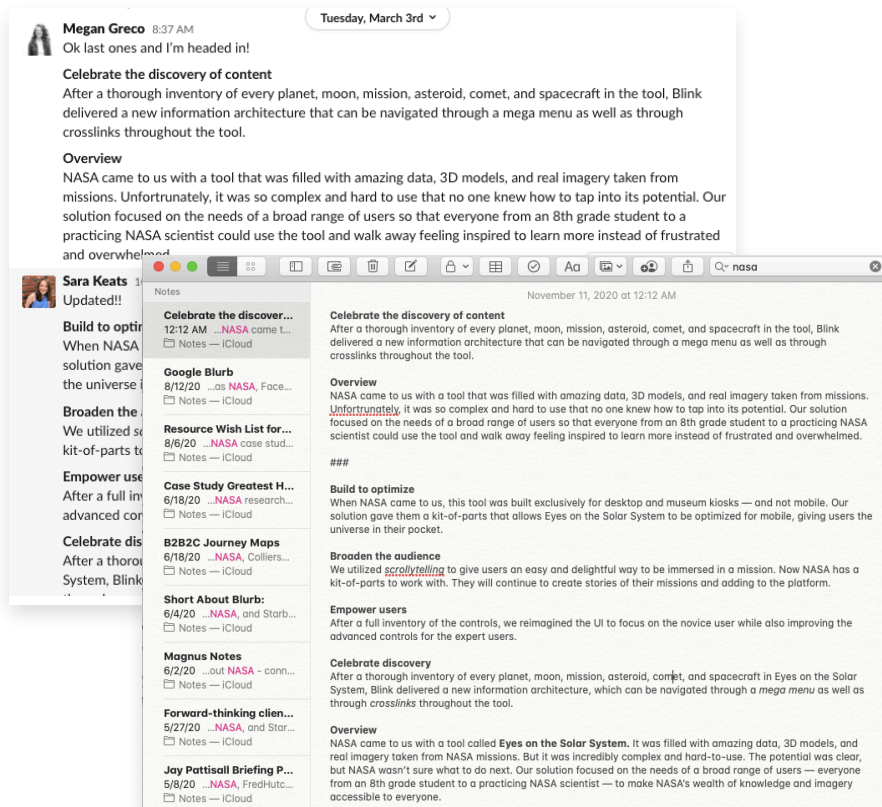 Tuesday, March 3rd
Megan Greco 8:37 AM
Ok last ones and I'm headed in!
Celebrate the discovery of content
After a thorough inventory of every planet, moon, mission, asteroid, comet, and spacecraft in the tool, Blink
delivered a new information architecture that can be navigated through a mega menu as well as through
crosslinks throughout the tool.
Overview
NASA came to us with a tool that was filled with amazing data, 3D models, and real imagery taken from
missions. Unfortunately, it was so complex and hard to use that no one knew how to tap into its potential. Our
solution focused on the needs of a broad range of users so that everyone from an 8th grade student to a
practicing NASA scientist could use the tool and walk away feeling inspired to learn more instead of frustrated
and overwhelmed
Sara Keats
Updated!!
Build to optim
When NASA
solution gave
the universe i
Broaden the
We utilized
kit-of-parts to
Empower use
After a full inv
advanced con
Celebrate dis
After a thorou
System, Blink
Aa
nasa
Notes
Celebrate the discover...
12:12 AM ...NASA came t...
Notes — iCloud
Google Blurb
8/12/20 ...as NASA, Face...
Notes — iCloud
Resource Wish List for...
8/6/20 ...NASA case stud...
Notes — iCloud
Case Study Greatest H...
6/18/20 ...NASA research...
Notes — iCloud
B2B2C Journey Maps
6/18/20 ...NASA, Colliers...
Notes — iCloud
Short About Blurb:
6/4/20 ...NASA, and Starb...
Notes — iCloud
Magnus Notes
6/2/20 ...out NASA - conn...
Notes — iCloud
Forward-thinking clien...
5/27/20 ...NASA, and Star...
Notes — iCloud
Jay Pattisall Briefing P...
5/8/20 ...NASA, FredHutc...
Notes — iCloud
November 11, 2020 at 12:12 AM
Celebrate the discovery of content
After a thorough inventory of every planet, moon, mission, asteroid, comet, and spacecraft in the tool, Blink
delivered a new information architecture that can be navigated through a mega menu as well as through
crosslinks throughout the tool.
Overview
NASA came to us with a tool that was filled with amazing data, 3D models, and real imagery taken from missions.
Unfortrunately, it was so complex and hard to use that no one knew how to tap into its potential. Our solution
focused on the needs of a broad range of users so that everyone from an 8th grade student to a practicing NASA
scientist could use the tool and walk away feeling inspired to learn more instead of frustrated and overwhelmed.
###
Build to optimize
When NASA came to us, this tool was built exclusively for desktop and museum kiosks — and not mobile. Our
solution gave them a kit-of-parts that allows Eyes on the Solar System to be optimized for mobile, giving users the
universe in their pocket.
Broaden the audience
We utilized scrollytelling to give users an easy and delightful way to be immersed in a mission. Now NASA has a
kit-of-parts to work with. They will continue to create stories of their missions and adding to the platform.
Empower users
After a full inventory of the controls, we reimagined the UI to focus on the novice user while also improving the
advanced controls for the expert users.
Celebrate discovery
After a thorough inventory of every planet, moon, mission, asteroid, comet, and spacecraft in Eyes on the Solar
System, Blink delivered a new information architecture, which can be navigated through a mega menu as well as
through crosslinks throughout the tool.
Overview
NASA came to us with a tool called Eyes on the Solar System. It was filled with amazing data, 3D models, and
real imagery taken from NASA missions. But it was incredibly complex and hard-to-use. The potential was clear,
but NASA wasn't sure what to do next. Our solution focused on the needs of a broad range of users — everyone
from an 8th grade student to a practicing NASA scientist — to make NASA's wealth of knowledge and imagery
accessible to everyone.